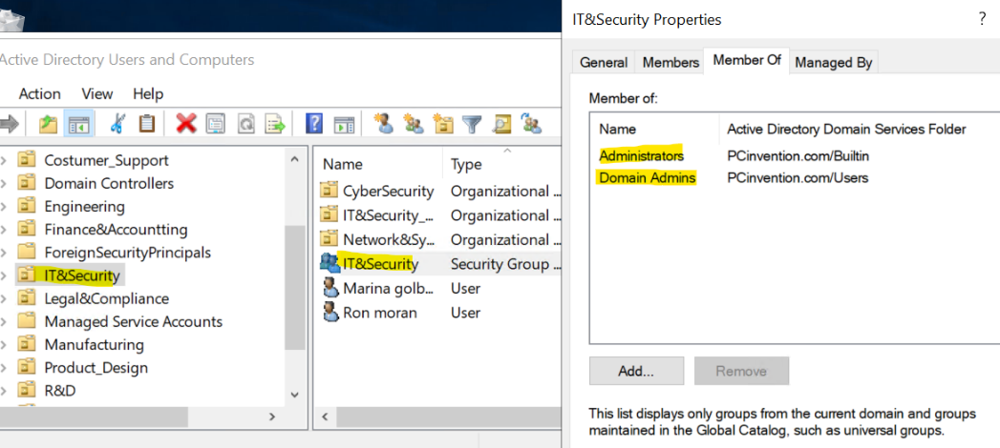 IT&Security Properties
?
Active Directory Users and Computers
General Members Member Of Managed By
Action View Help
Member of:
Name Active Directory Domain Services Folder
Administrators PCinvention.com/Builtin
Domain Admins PCinvention.com/Users
Costumer_Support
Domain Controllers
Engineering
Finance&Accountting
ForeignSecurityPrincipals
IT&Security
Legal&Compliance
Managed Service Accounts
Manufacturing
Product_Design
R&D
Name Type
CyberSecurity Organizational ...
IT&Security_... Organizational ...
Network&Sy... Organizational ...
IT&Security Security Group ...
Marina golb... User
Ron moran User
Add... Remove
This list displays only groups from the current domain and groups
maintained in the Global Catalog, such as universal groups.